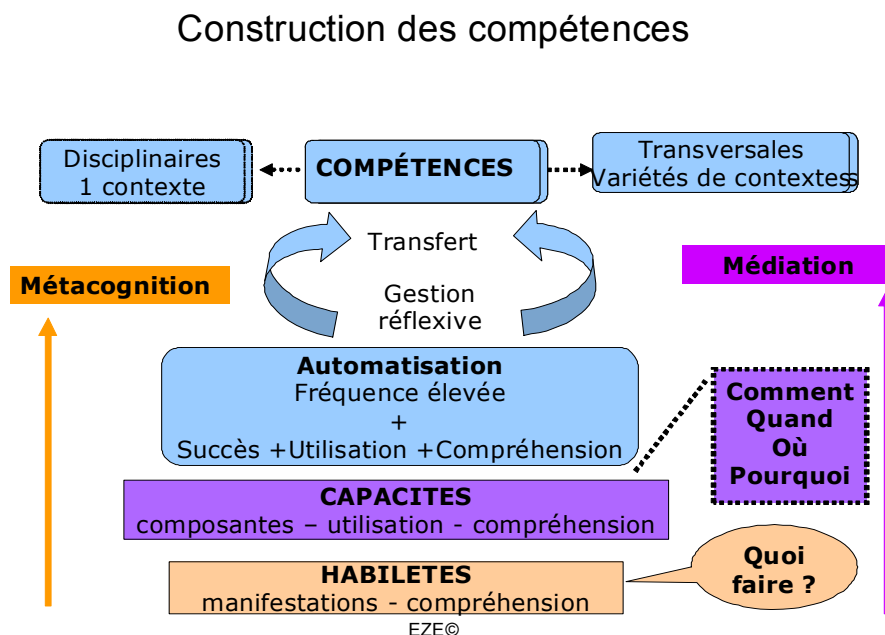 Construction des compétences
Disciplinaires
1 contexte
COMPÉTENCES
Transversales
Variétés de contextess
Transfert
Métacognition
Médiation
Gestion
réflexive
Automatisation
Fréquence élevée
+
Succès +Utilisation +Compréhension
Comment
Quand
Où
Pourquoi
CAPACITES
composantes – utilisation - compréhension
HABILETES
manifestations - compréhension
Quoi
faire ?
EZE©